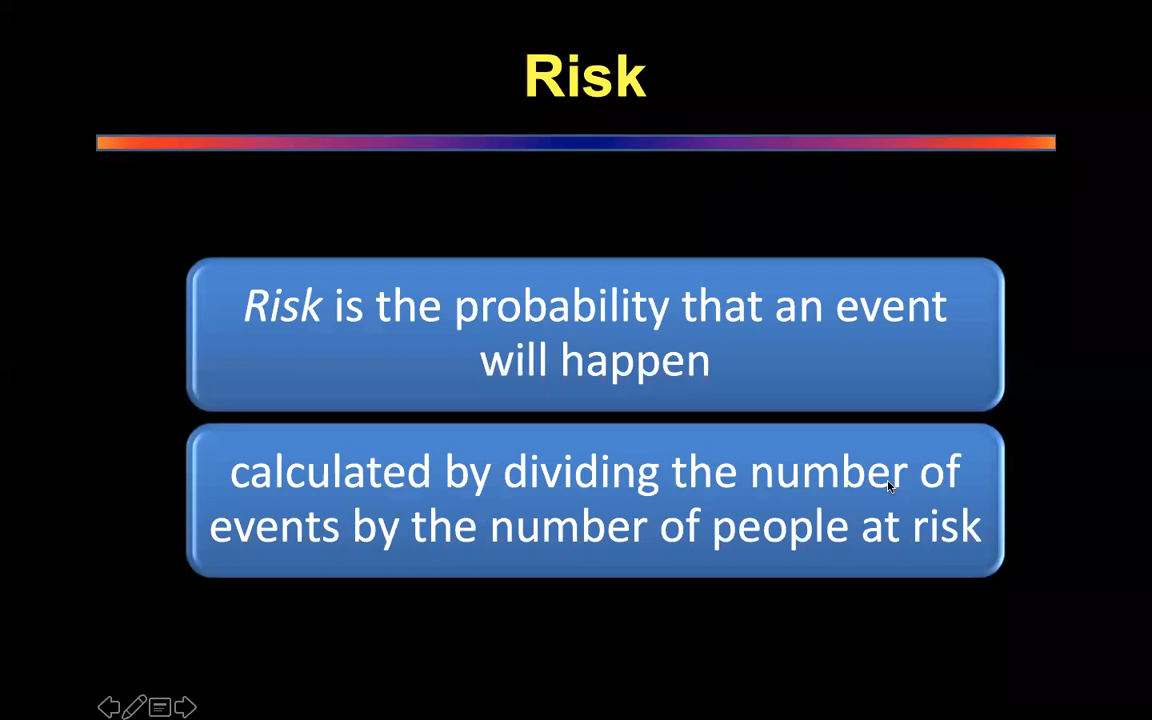 Risk
Risk is the probability that an event
will happen
calculated by dividing the number of
events by the number of people at risk